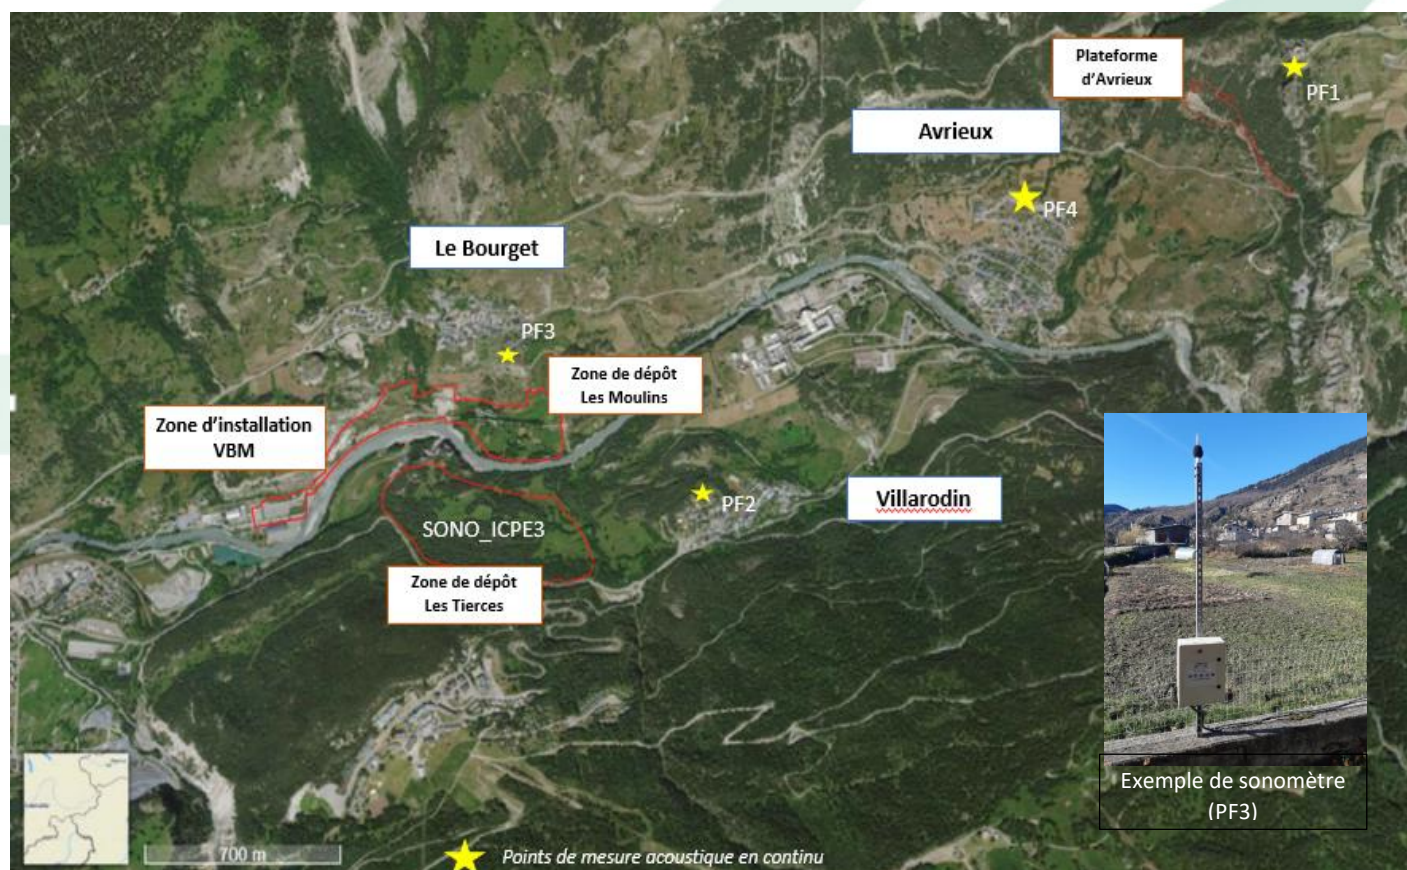 Plateforme
d'Avrieux
PF1
Avrieux
PF4
Le Bourget
PF3
Zone de dépôt
Les Moulins
Zone d'installation
VBM
PF2
Villarodin
SONO_ICPE3
Zone de dépôt
Les Tierces
Exemple de sonomètre
(PF3)
700 m
Points de mesure acoustique en continu